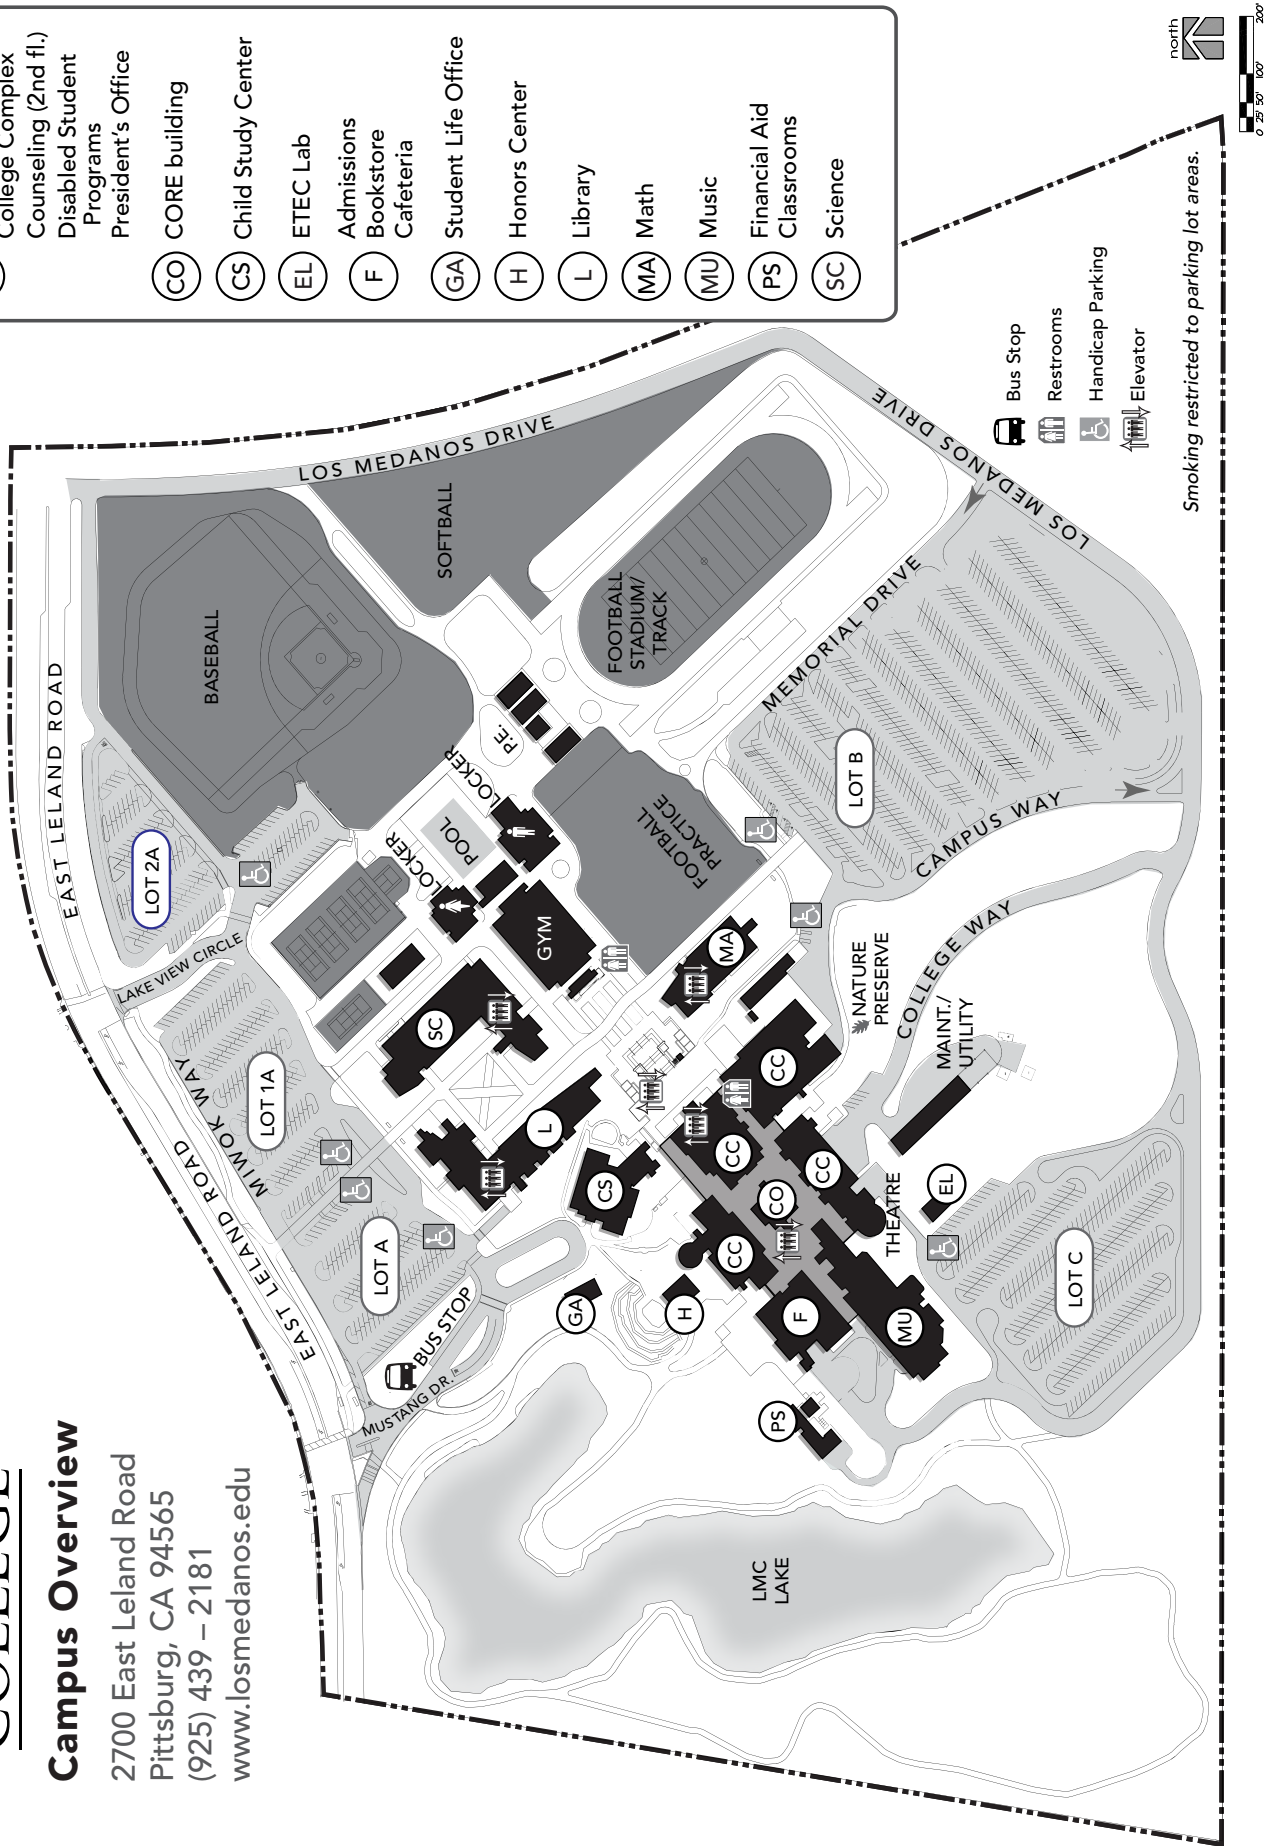 COLLEGE
Campus Overview
2700 East Leland Road
Pittsburg, CA 94565
(925) 439 – 2181
www.losmedanos.edu
College Complex
Counseling (2nd fl.)
Disabled Student
Programs
President's Office
CO CORE building
CS Child Study Center
EL ETEC Lab
F Admissions
Bookstore
Cafeteria
GA Student Life Office
H Honors Center
L Library
MA Math
MU Music
PS Financial Aid
Classrooms
SC Science
EAST LELAND ROAD
EAST LELAND ROAD
LOS MEDANOS DRIVE
LOS MEDANOS DRIVE
MIWOK WAY
LAKE VIEW CIRCLE
MUSTANG DR.
BUS STOP
LOT A
LOT 1A
LOT 2A
BASEBALL
SOFTBALL
FOOTBALL
STADIUM/
TRACK
P.E.
LOCKER
POOL
LOCKER
GYM
FOOTBALL
PRACTICE
MEMORIAL DRIVE
LOT B
CAMPUS WAY
COLLEGE WAY
NATURE
PRESERVE
MAINT./
UTILITY
THEATRE
LOT C
SC
L
CS
GA
H
MA
CC
CC
CC
CC
CO
F
MU
PS
EL
LMC
LAKE
Bus Stop
Restrooms
Handicap Parking
Elevator
Smoking restricted to parking lot areas.
north
0 25' 50' 100' 200'